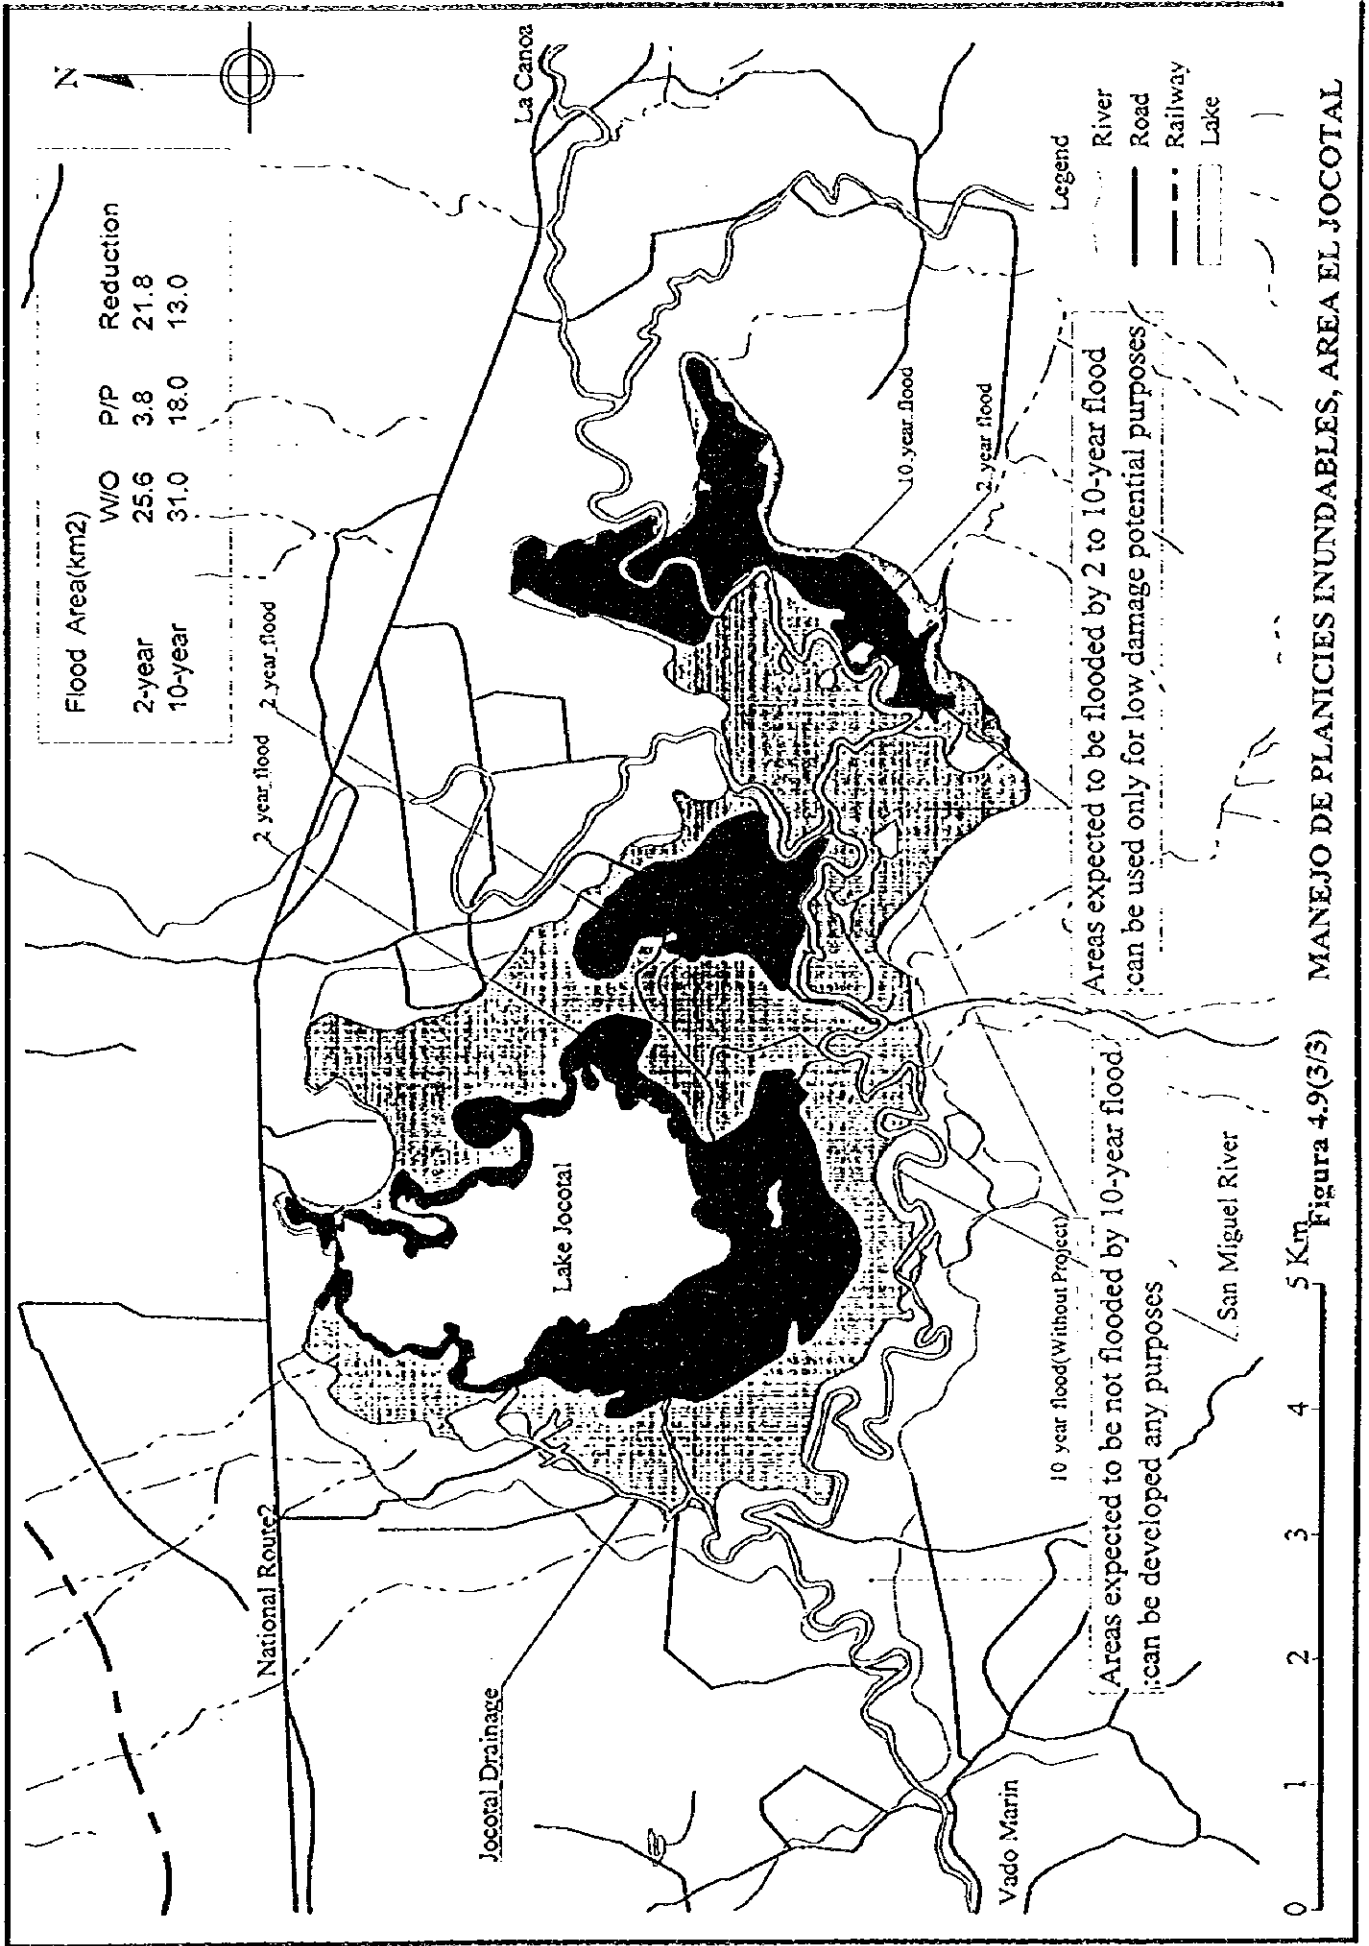 N
Flood Area(km2)
W/O P/P Reduction
2-year 25.6 3.8 21.8
10-year 31.0 18.0 13.0
La Canoa
2 year flood
2 year flood
National Route2
Lake Jocotal
Jocotal Drainage
10 year flood
2 year flood
10 year flood(Without Project)
Vado Marin
San Miguel River
Areas expected to be not flooded by 10-year flood
can be developed any purposes
Areas expected to be flooded by 2 to 10-year flood
can be used only for low damage potential purposes
Legend
River
Road
Railway
Lake
0 1 2 3 4 5 Km
Figura 4.9(3/3) MANEJO DE PLANICIES INUNDABLES, AREA EL JOCOTAL